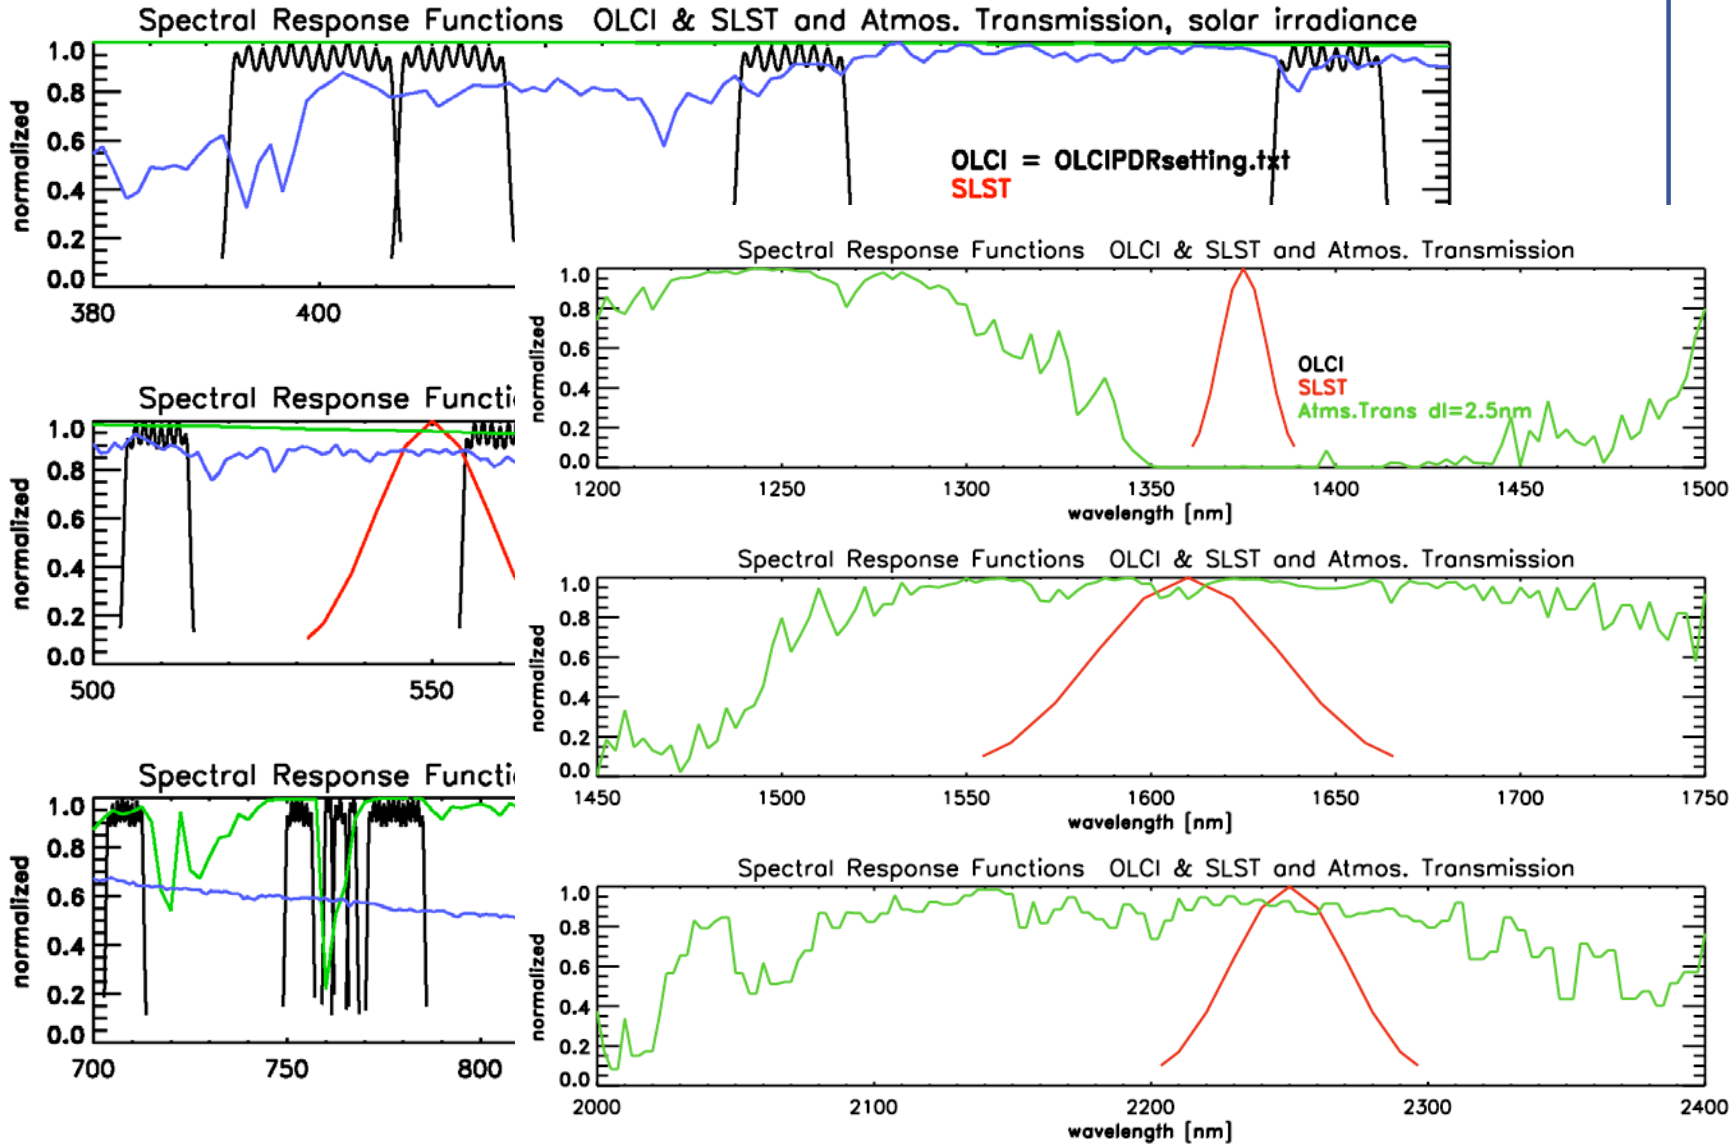 Spectral Response Functions   OLCI & SLST and Atmos. Transmission, solar irradiance
normalized
1.0
0.8
0.6
0.4
0.2
0.0
380 400
OLCI = OLCIPDRsetting.txt
SLST
Spectral Response Functions   OLCI & SLST and Atmos. Transmission
normalized
1.0
0.8
0.6
0.4
0.2
0.0
OLCI
SLST
Atms.Trans dl=2.5nm
1200 1250 1300 1350 1400 1450 1500
wavelength [nm]
Spectral Response Functi
normalized
1.0
0.8
0.6
0.4
0.2
0.0
500 550
Spectral Response Functions   OLCI & SLST and Atmos. Transmission
normalized
1.0
0.8
0.6
0.4
0.2
0.0
1450 1500 1550 1600 1650 1700 1750
wavelength [nm]
Spectral Response Functi
normalized
1.0
0.8
0.6
0.4
0.2
0.0
700 750 800
Spectral Response Functions   OLCI & SLST and Atmos. Transmission
normalized
1.0
0.8
0.6
0.4
0.2
0.0
2000 2100 2200 2300 2400
wavelength [nm]